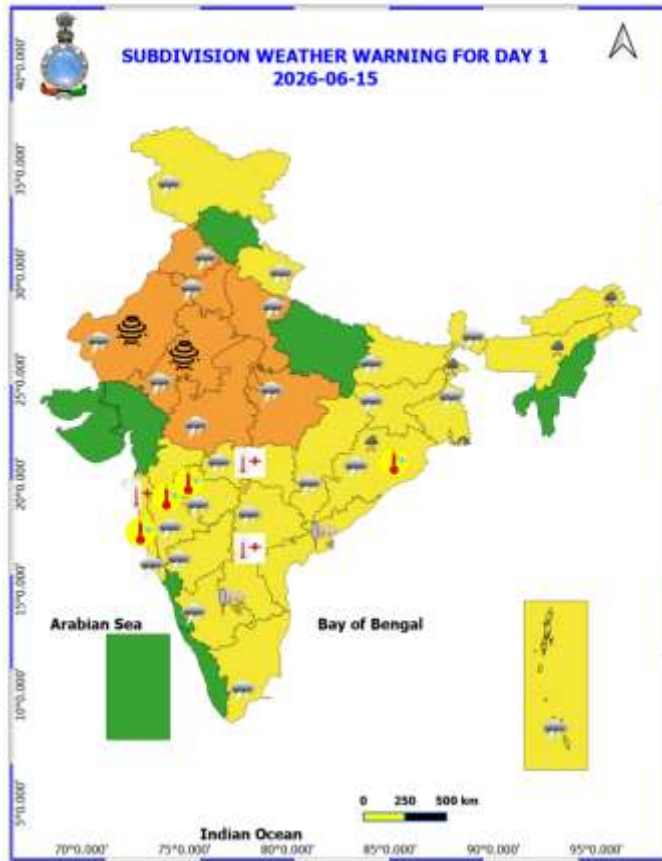 SUBDIVISION WEATHER WARNING FOR DAY 1
2026-06-15
40°0.000'
35°0.000'
30°0.000'
25°0.000'
20°0.000'
15°0.000'
10°0.000'
5°0.000'
Arabian Sea
Bay of Bengal
0 250 500 km
Indian Ocean
70°0.000' 75°0.000' 80°0.000' 85°0.000' 90°0.000' 95°0.000'